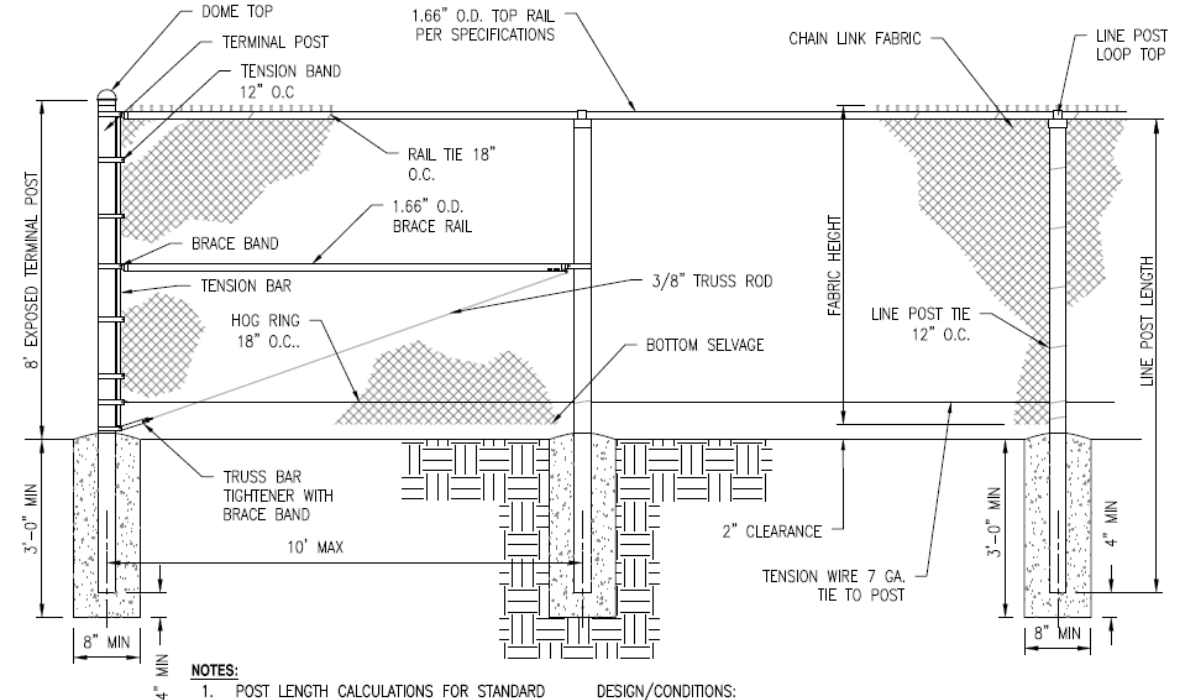 DOME TOP
TERMINAL POST
TENSION BAND
12" O.C
1.66" O.D. TOP RAIL
PER SPECIFICATIONS
CHAIN LINK FABRIC
LINE POST
LOOP TOP
RAIL TIE 18"
O.C.
1.66" O.D.
BRACE RAIL
BRACE BAND
TENSION BAR
HOG RING
18" O.C..
3/8" TRUSS ROD
BOTTOM SELVAGE
LINE POST TIE
12" O.C.
8' EXPOSED TERMINAL POST
FABRIC HEIGHT
LINE POST LENGTH
TRUSS BAR
TIGHTENER WITH
BRACE BAND
10' MAX
2" CLEARANCE
TENSION WIRE 7 GA.
TIE TO POST
3'-0" MIN
3'-0" MIN
4" MIN
8" MIN
4" MIN
8" MIN
NOTES:
1. POST LENGTH CALCULATIONS FOR STANDARD DESIGN/CONDITIONS: